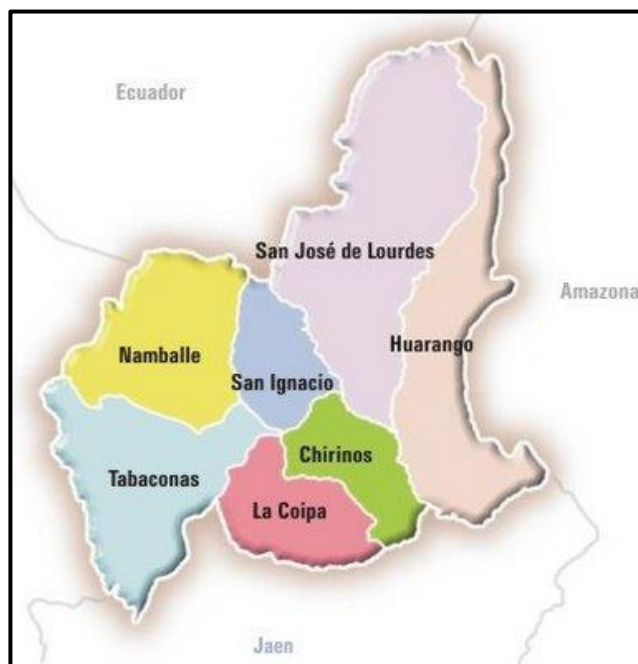 Ecuador
San José de Lourdes
Amazona
Namballe
Huarango
San Ignacio
Chirinos
Tabaconas
La Coipa
Jaen